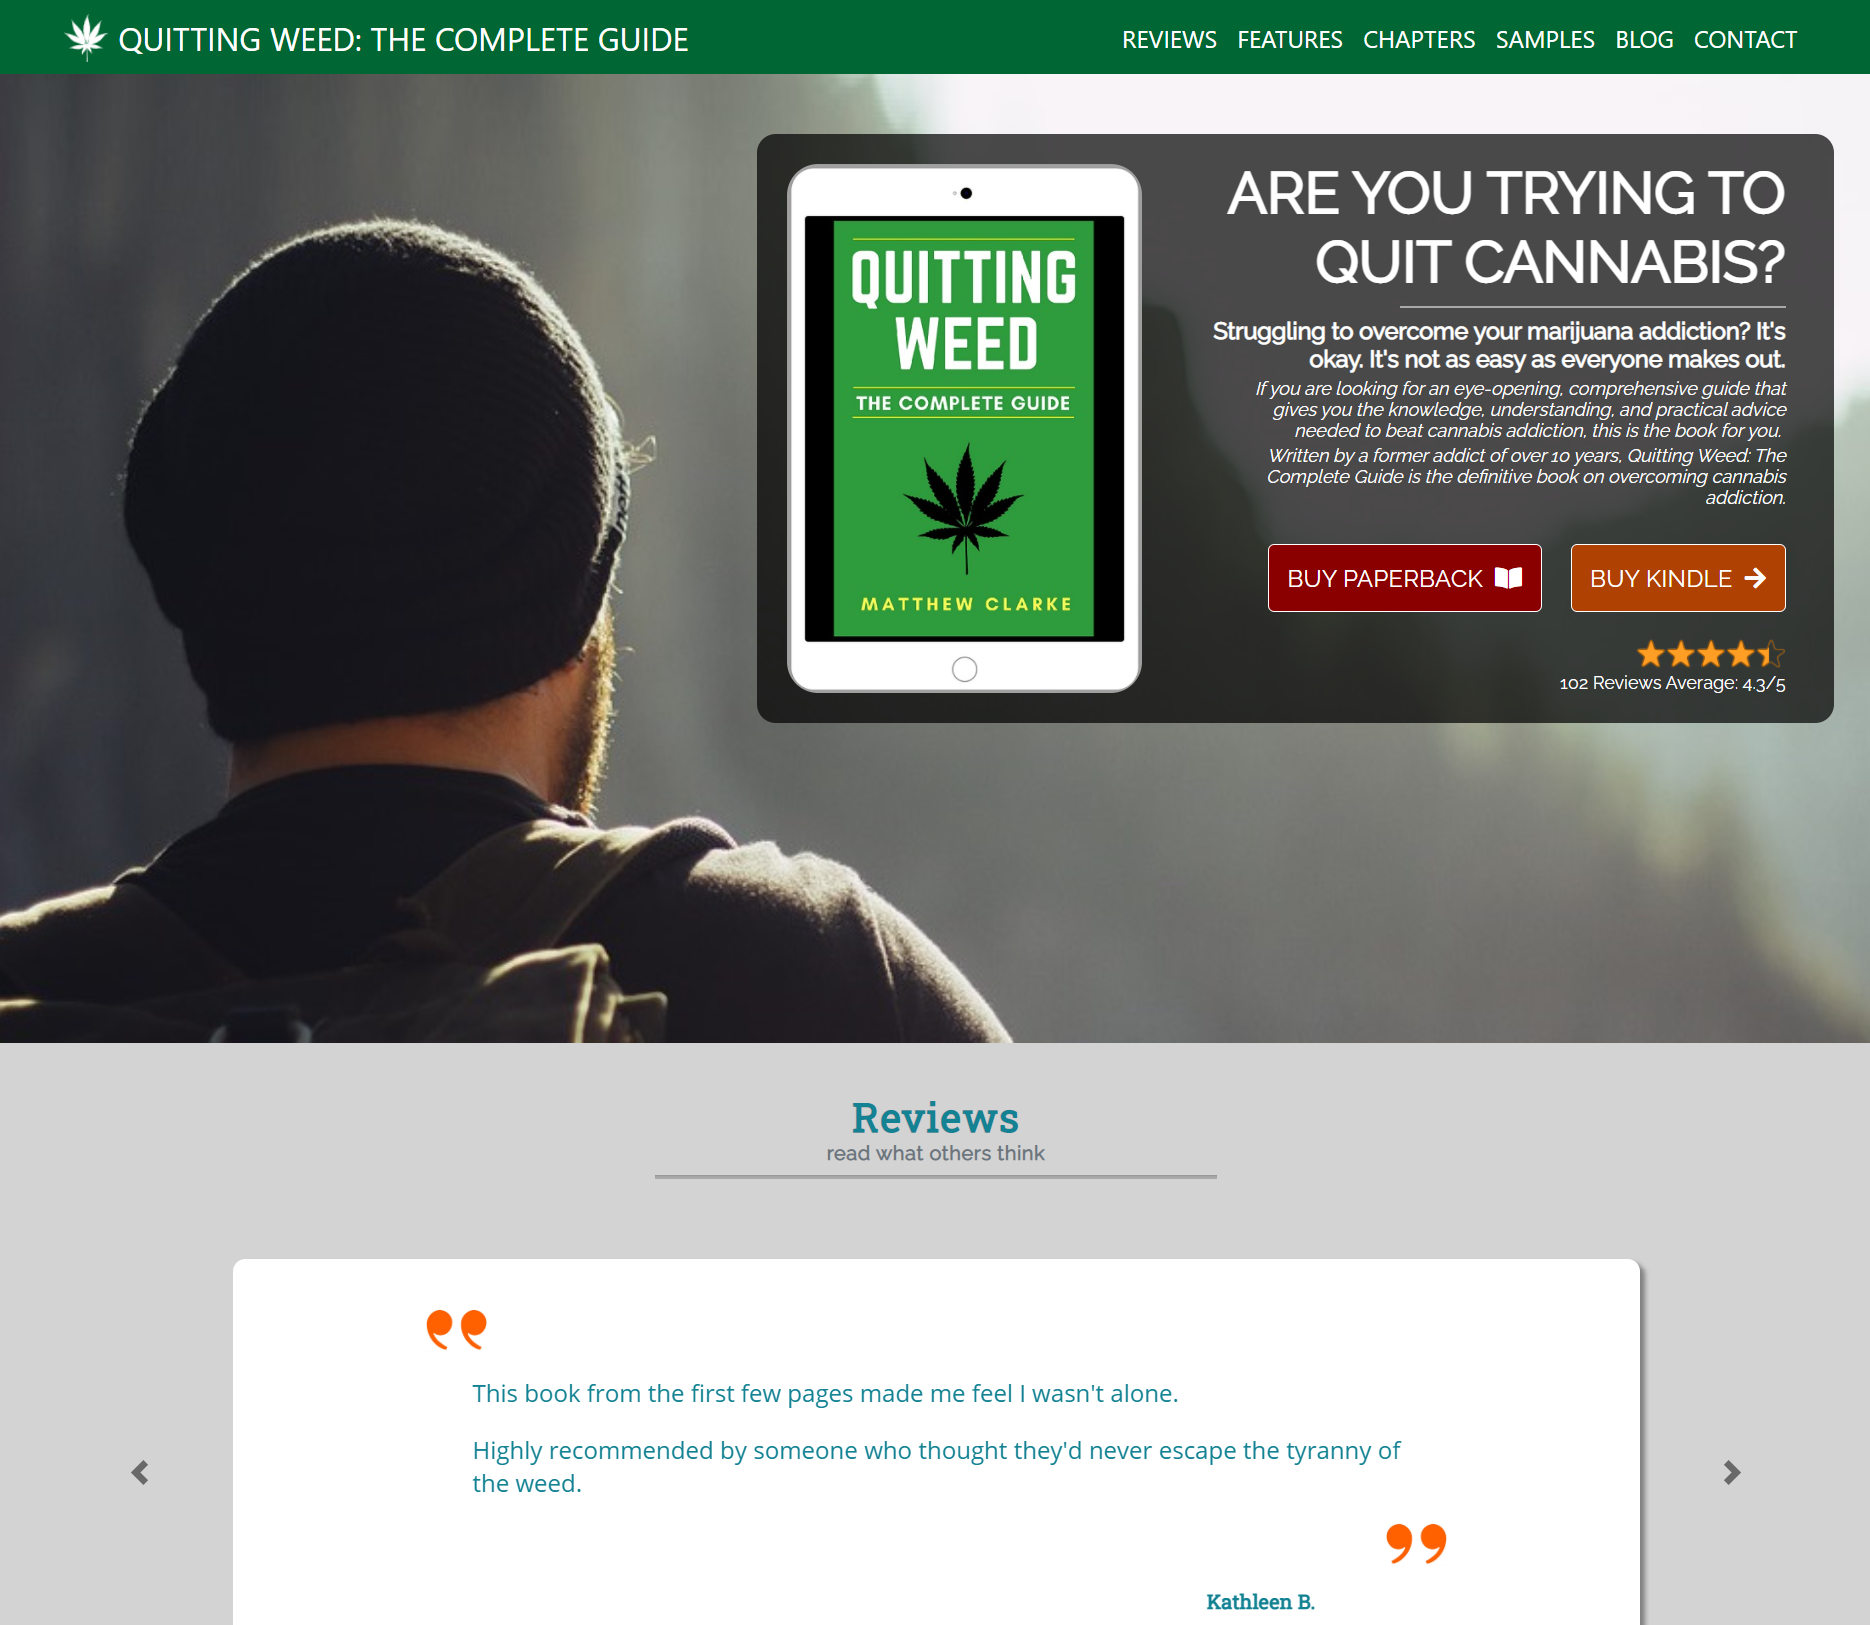 QUITTING WEED: THE COMPLETE GUIDE
REVIEWS FEATURES CHAPTERS SAMPLES BLOG CONTACT
QUITTING
WEED
THE COMPLETE GUIDE
MATTHEW CLARKE
ARE YOU TRYING TO
QUIT CANNABIS?
Struggling to overcome your marijuana addiction? It's
okay. It's not as easy as everyone makes out.
If you are looking for an eye-opening, comprehensive guide that
gives you the knowledge, understanding, and practical advice
needed to beat cannabis addiction, this is the book for you.
Written by a former addict of over 10 years, Quitting Weed: The
Complete Guide is the definitive book on overcoming cannabis
addiction.
BUY PAPERBACK
BUY KINDLE
102 Reviews Average: 4.3/5
Reviews
read what others think
This book from the first few pages made me feel I wasn't alone.
Highly recommended by someone who thought they'd never escape the tyranny of
the weed.
Kathleen B.